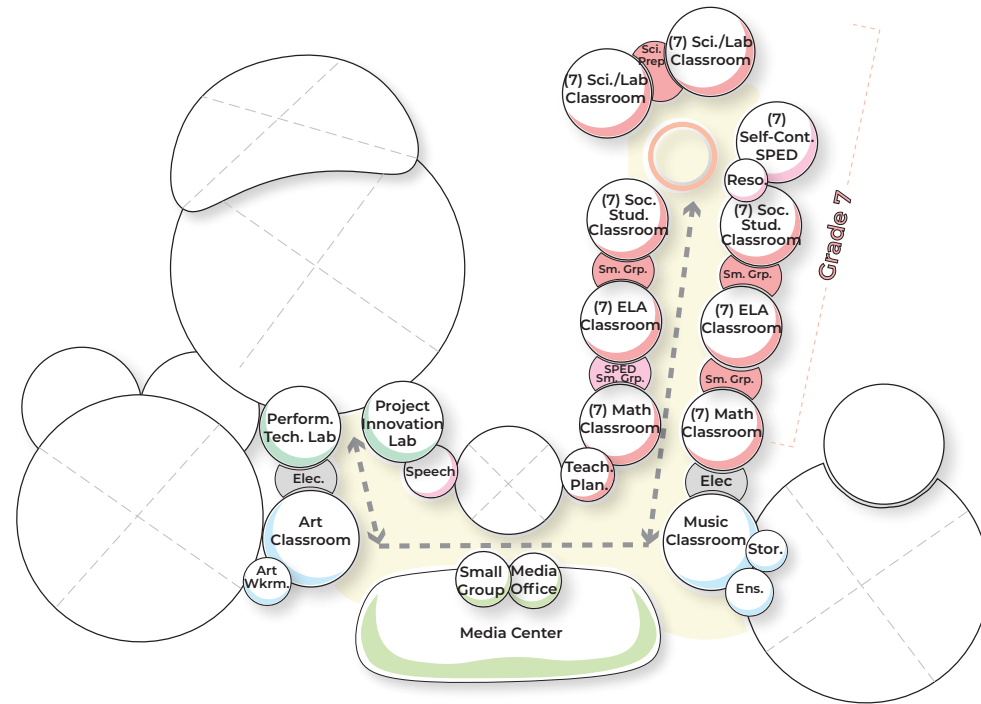 (7) Sci./Lab
Classroom
Sci.
Prep
(7) Sci./Lab
Classroom
(7)
Self-Cont.
SPED
Reso.
(7) Soc.
Stud.
Classroom
(7) Soc.
Stud.
Classroom
Grade 7
Sm. Grp.
Sm. Grp.
(7) ELA
Classroom
(7) ELA
Classroom
SPED
Sm. Grp.
Sm. Grp.
(7) Math
Classroom
(7) Math
Classroom
Perform.
Tech. Lab
Project
Innovation
Lab
Speech
Teach.
Plan.
Elec.
Elec
Art
Classroom
Music
Classroom
Stor.
Art
Wkrm.
Ens.
Small
Group
Media
Office
Media Center